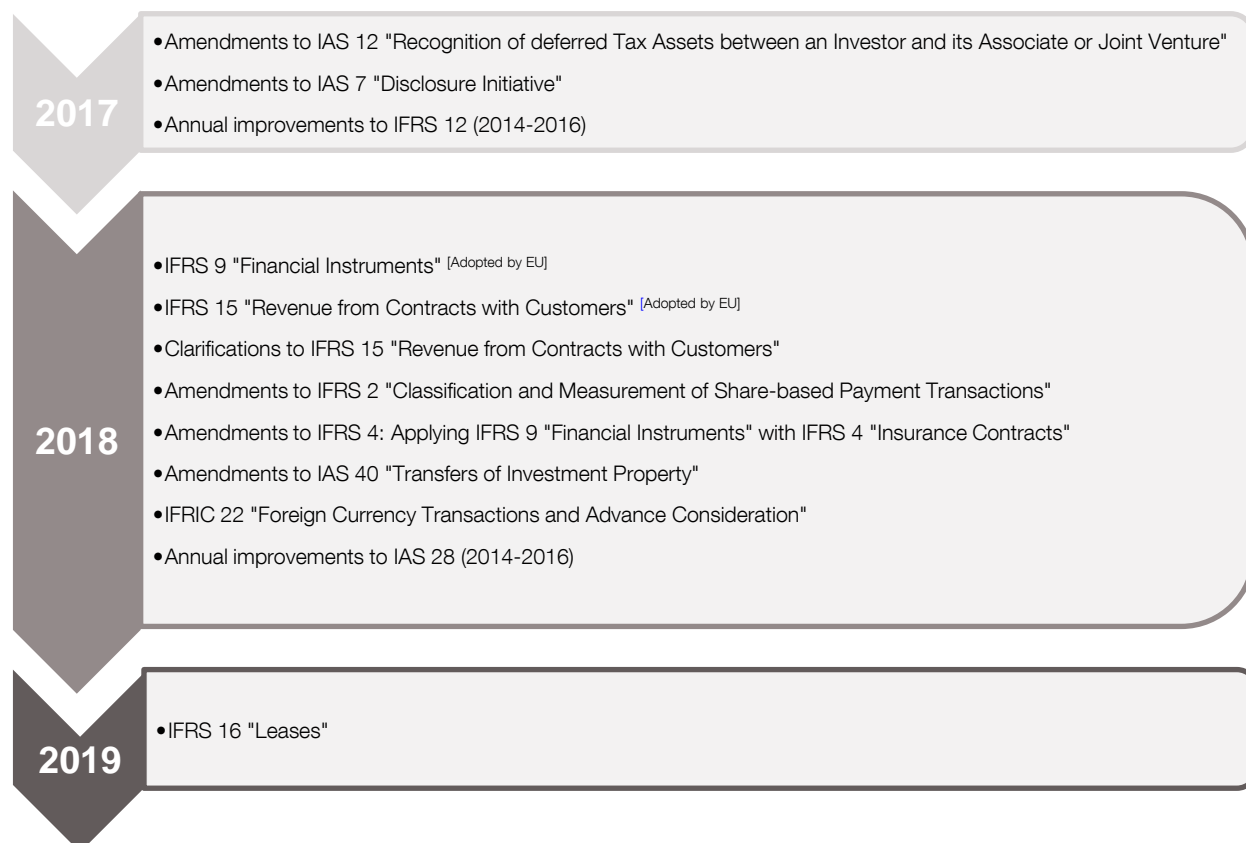 2017
•Amendments to IAS 12 "Recognition of deferred Tax Assets between an Investor and its Associate or Joint Venture"
•Amendments to IAS 7 "Disclosure Initiative"
•Annual improvements to IFRS 12 (2014-2016)
2018
•IFRS 9 "Financial Instruments" [Adopted by EU]
•IFRS 15 "Revenue from Contracts with Customers" [Adopted by EU]
•Clarifications to IFRS 15 "Revenue from Contracts with Customers"
•Amendments to IFRS 2 "Classification and Measurement of Share-based Payment Transactions"
•Amendments to IFRS 4: Applying IFRS 9 "Financial Instruments" with IFRS 4 "Insurance Contracts"
•Amendments to IAS 40 "Transfers of Investment Property"
•IFRIC 22 "Foreign Currency Transactions and Advance Consideration"
•Annual improvements to IAS 28 (2014-2016)
2019
•IFRS 16 "Leases"